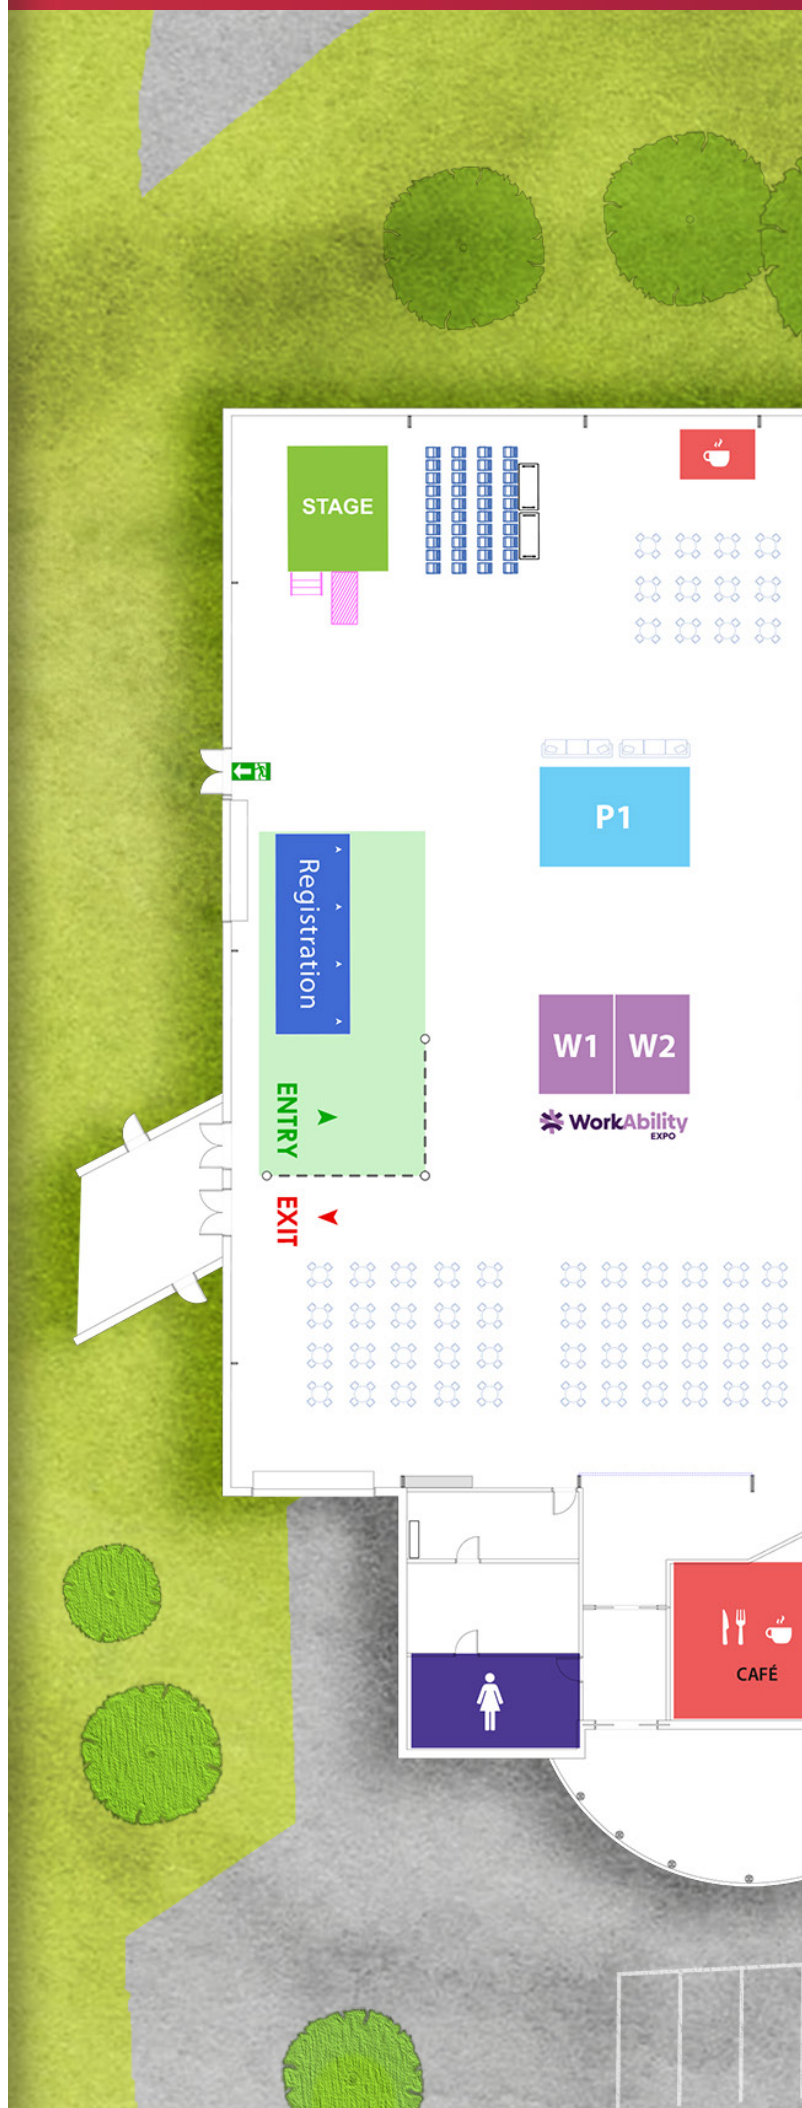 STAGE
P1
Registration
W1
W2
WorkAbility
EXPO
ENTRY
EXIT
CAFÉ